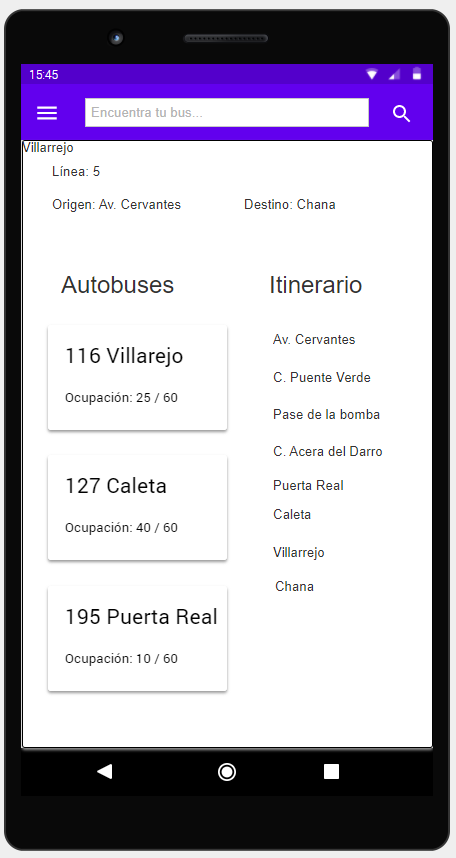 15:45
Encuentra tu bus...
Villarrejo
Línea: 5
Origen: Av. Cervantes
Destino: Chana
Autobuses
Itinerario
116 Villarejo
Ocupación: 25 / 60
127 Caleta
Ocupación: 40 / 60
195 Puerta Real
Ocupación: 10 / 60
Av. Cervantes
C. Puente Verde
Pase de la bomba
C. Acera del Darro
Puerta Real
Caleta
Villarrejo
Chana